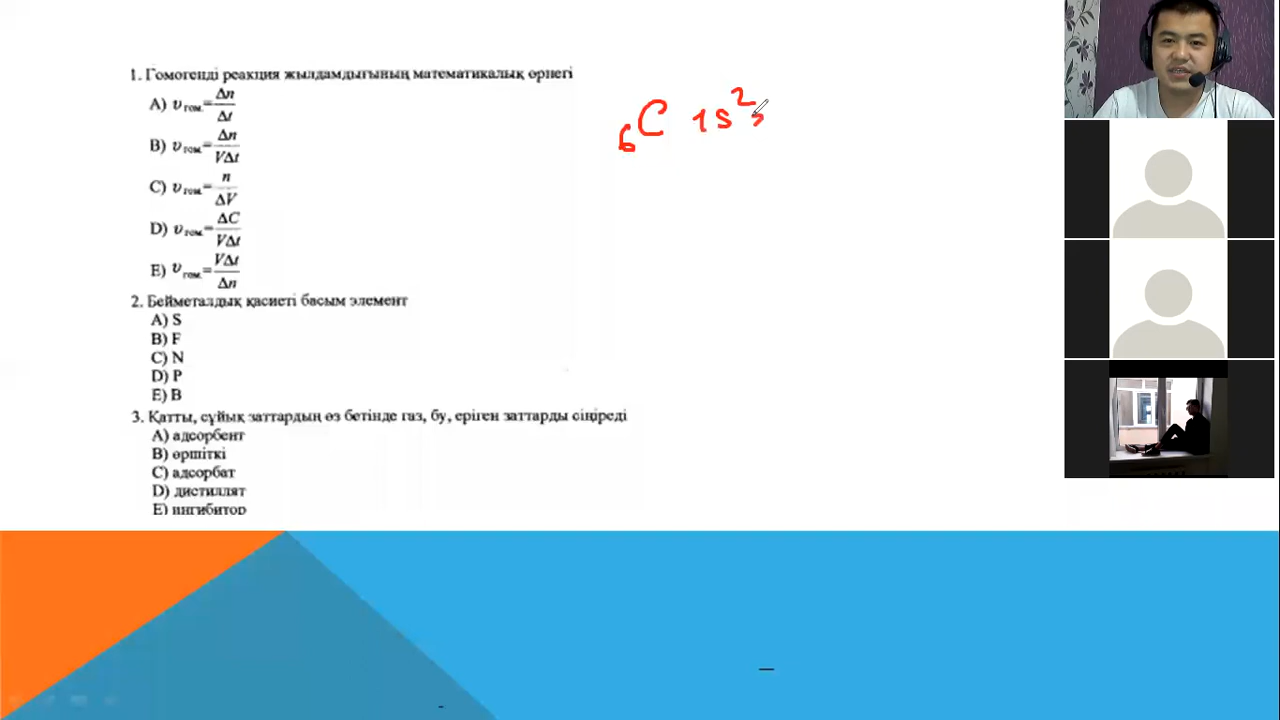 1. Гомогенді реакция жылдамдығының математикалық өрнегі
A) υгом.=Δn/Δt
B) υгом.=Δn/VΔt
C) υгом.=n/ΔV
D) υгом.=ΔC/VΔt
E) υгом.=VΔt/Δn
2. Бейметалдық қасиеті басым элемент
A) S
B) F
C) N
D) P
E) B
3. Қатты, сұйық заттардың өз бетінде газ, бу, еріген заттарды сіңіреді
A) адсорбент
B) өршіткі
C) адсорбат
D) дистиллят
E) ингибитор
₆C 1s²